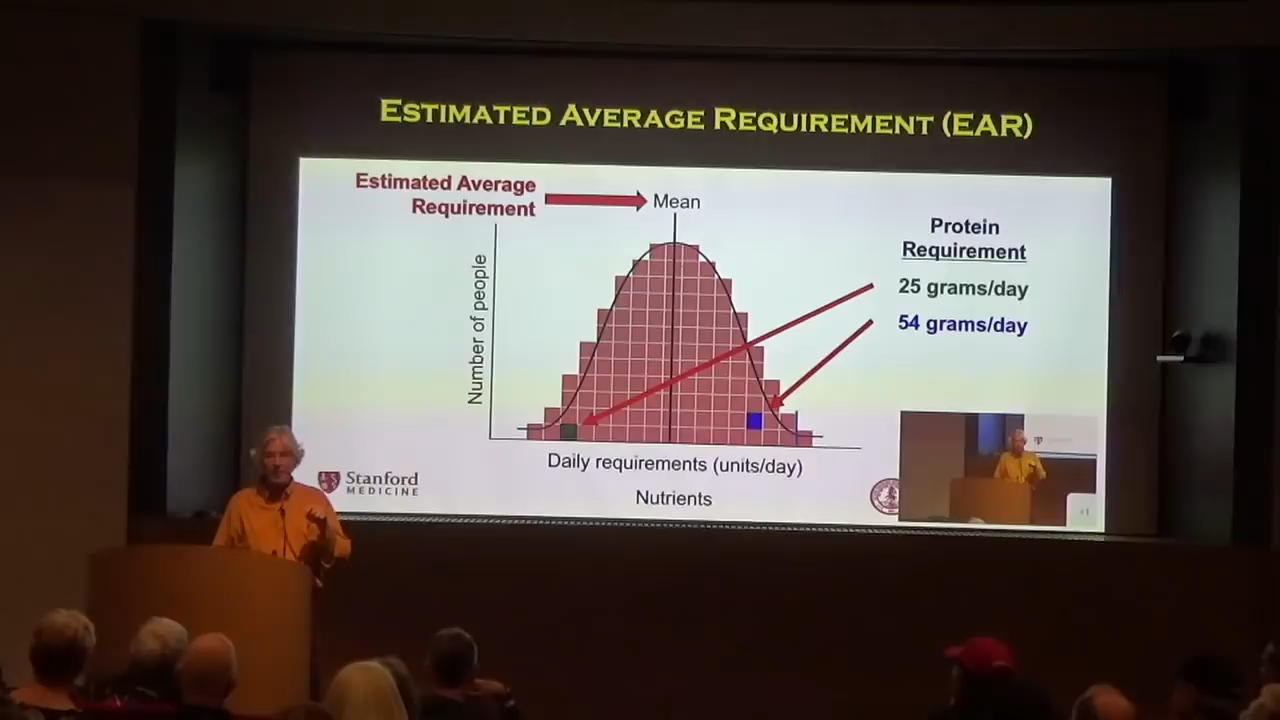 ESTIMATED AVERAGE REQUIREMENT (EAR)
Estimated Average
Requirement
Mean
Protein
Requirement
25 grams/day
54 grams/day
Number of people
Daily requirements (units/day)
Nutrients
Stanford
MEDICINE